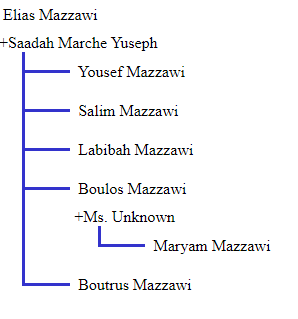 Elias Mazzawi
+Saadah Marche Yuseph
Yousef Mazzawi
Salim Mazzawi
Labibah Mazzawi
Boulos Mazzawi
+Ms. Unknown
Maryam Mazzawi
Boutrus Mazzawi